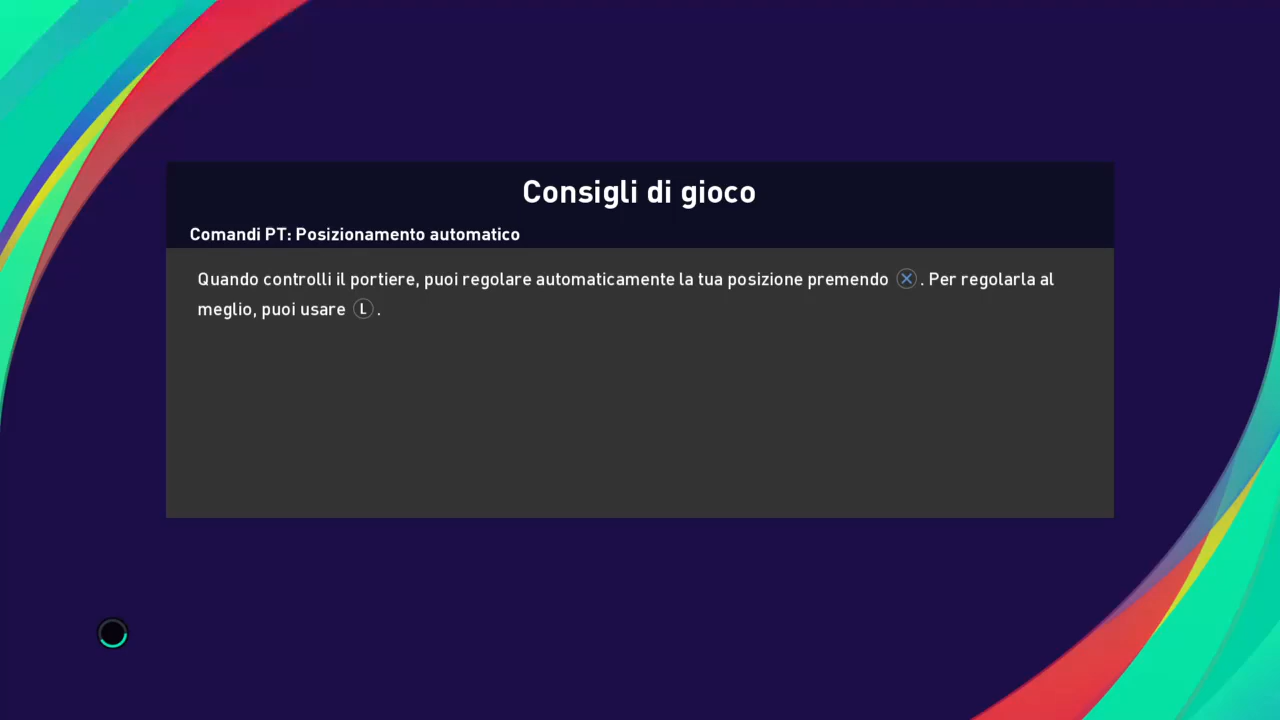 Consigli di gioco
Comandi PT: Posizionamento automatico
Quando controlli il portiere, puoi regolare automaticamente la tua posizione premendo ⓧ. Per regolarla al
meglio, puoi usare Ⓛ.